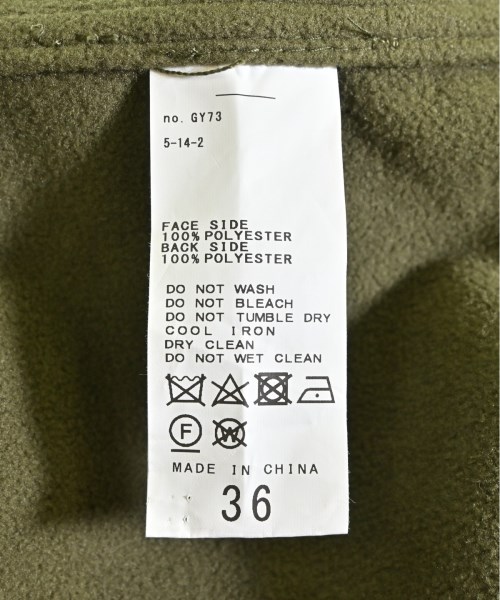 no. GY73
5-14-2
FACE SIDE
100% POLYESTER
BACK SIDE
100% POLYESTER
DO NOT WASH
DO NOT BLEACH
DO NOT TUMBLE DRY
COOL IRON
DRY CLEAN
DO NOT WET CLEAN
F W
MADE IN CHINA
36